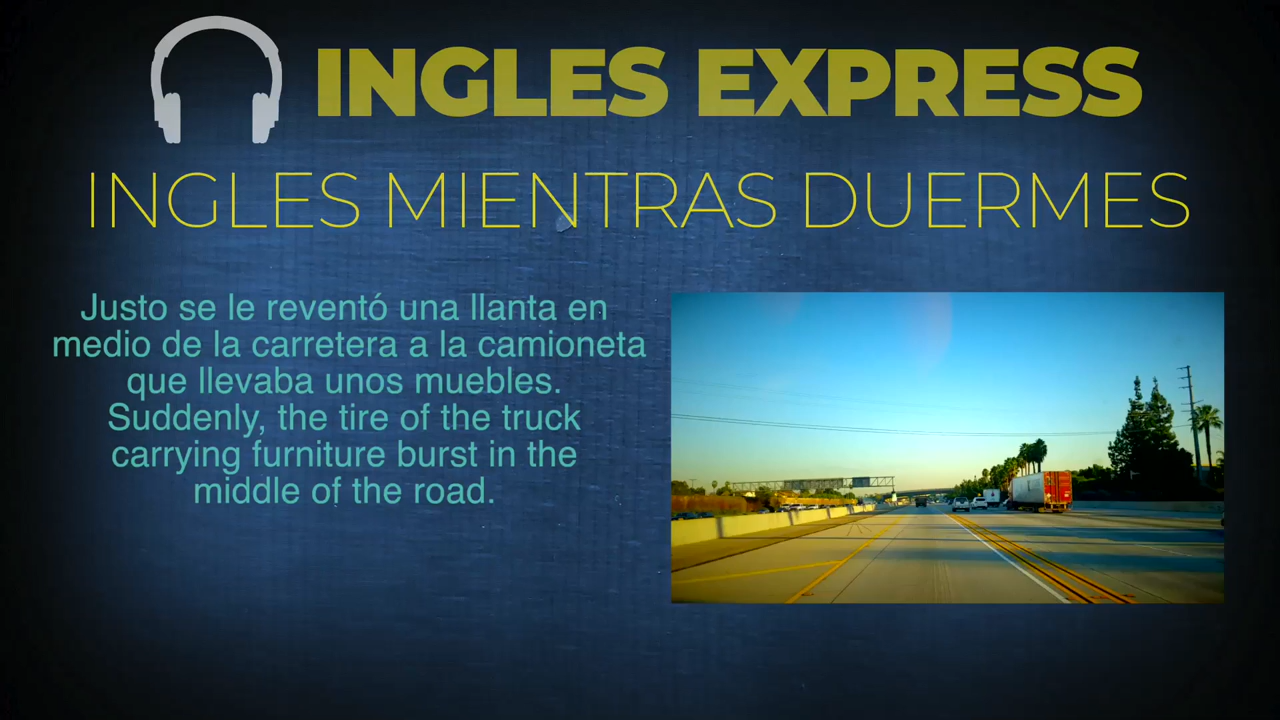 INGLES EXPRESS
INGLES MIENTRAS DUERMES
Justo se le reventó una llanta en
medio de la carretera a la camioneta
que llevaba unos muebles.
Suddenly, the tire of the truck
carrying furniture burst in the
middle of the road.